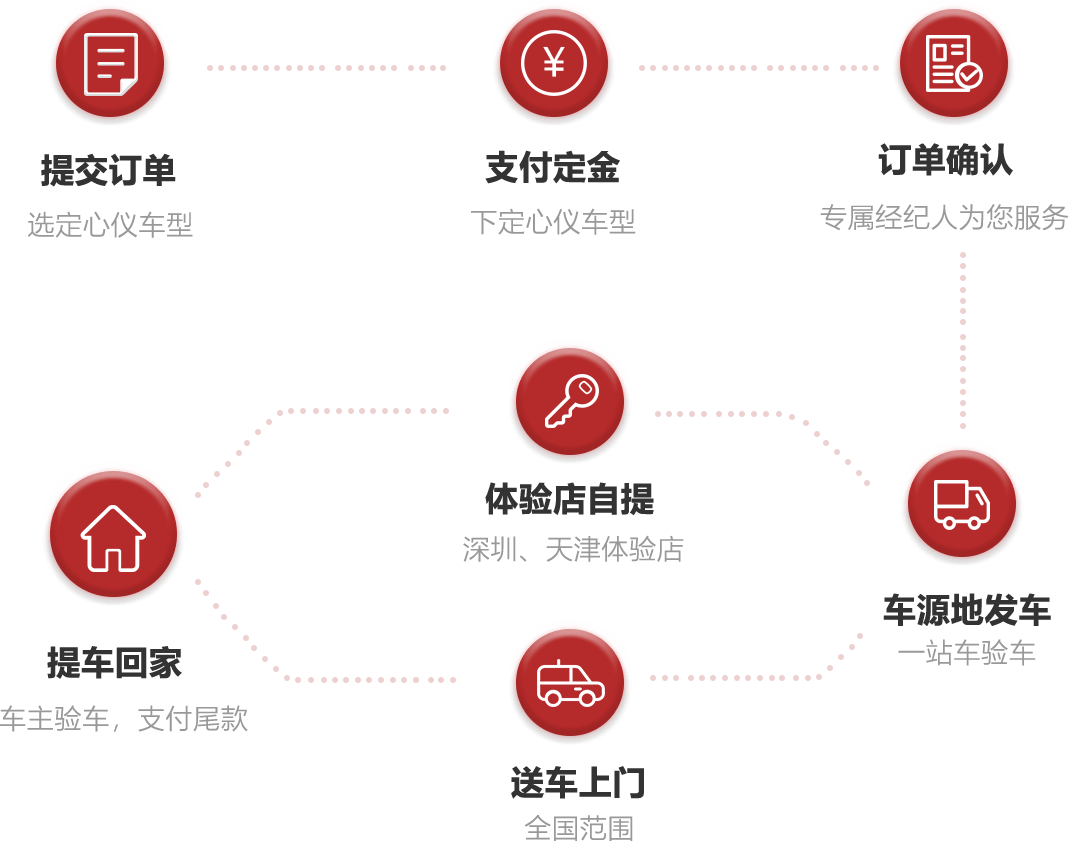 ¥
提交订单
选定心仪车型
支付定金
下定心仪车型
订单确认
专属经纪人为您服务
体验店自提
深圳、天津体验店
车源地发车
一站车验车
提车回家
车主验车，支付尾款
送车上门
全国范围